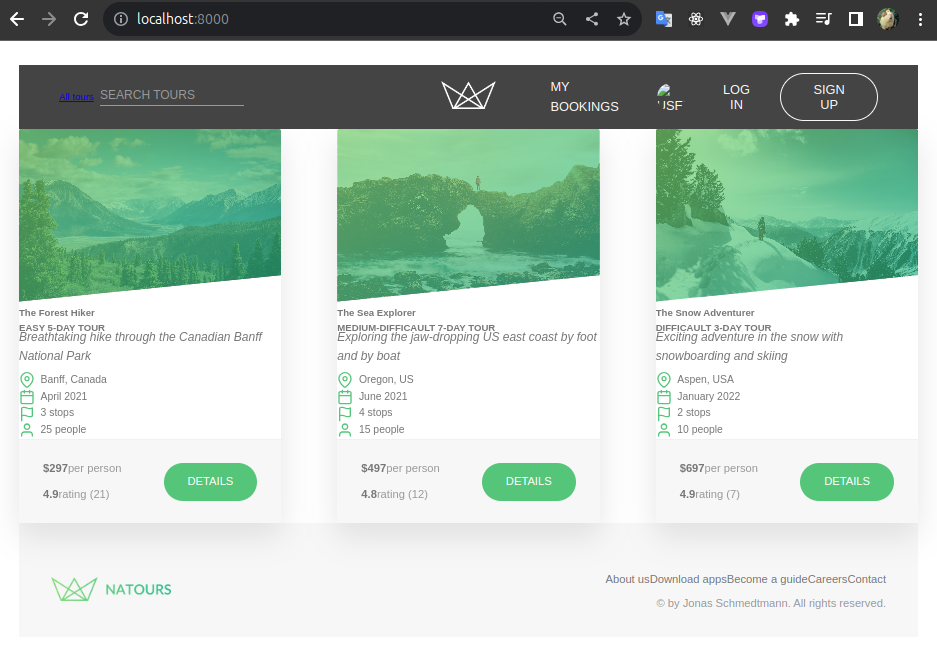 localhost:8000
All tours SEARCH TOURS
MY
BOOKINGS
LOG
IN
SIGN
UP
The Forest Hiker
EASY 5-DAY TOUR
Breathtaking hike through the Canadian Banff
National Park
Banff, Canada
April 2021
3 stops
25 people
$297per person
4.9rating (21)
DETAILS
The Sea Explorer
MEDIUM-DIFFICAULT 7-DAY TOUR
Exploring the jaw-dropping US east coast by foot
and by boat
Oregon, US
June 2021
4 stops
15 people
$497per person
4.8rating (12)
DETAILS
The Snow Adventurer
DIFFICAULT 3-DAY TOUR
Exciting adventure in the snow with
snowboarding and skiing
Aspen, USA
January 2022
2 stops
10 people
$697per person
4.9rating (7)
DETAILS
NATOURS
About usDownload appsBecome a guideCareersContact
© by Jonas Schmedtmann. All rights reserved.